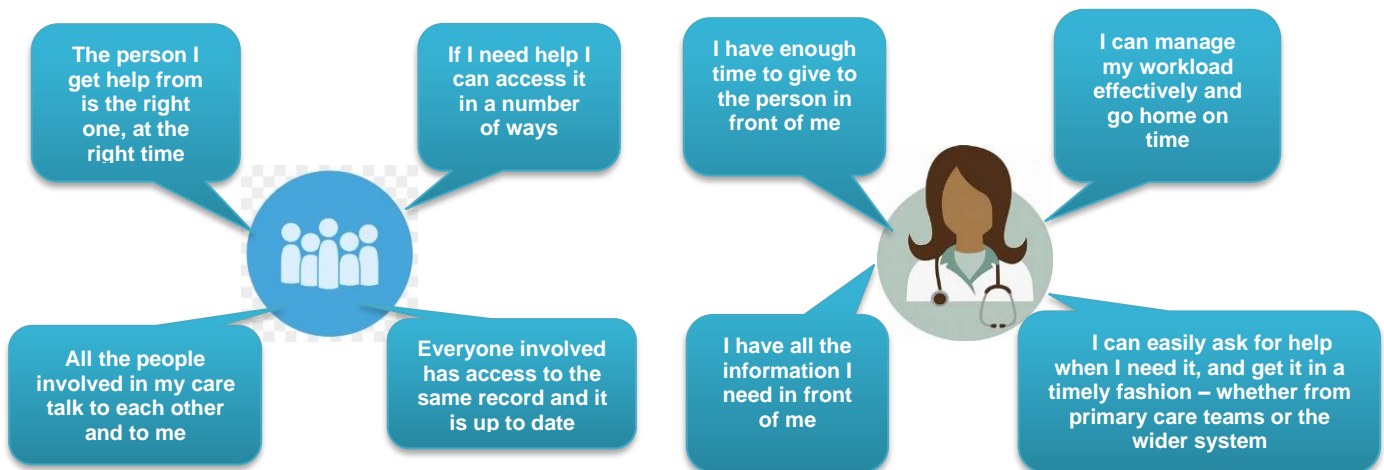 The person I
get help from
is the right
one, at the
right time
If I need help I
can access it
in a number
of ways
All the people
involved in my care
talk to each other
and to me
Everyone involved
has access to the
same record and it
is up to date
I have enough
time to give to
the person in
front of me
I can manage
my workload
effectively and
go home on
time
I have all the
information I
need in front
of me
I can easily ask for help
when I need it, and get it in a
timely fashion – whether from
primary care teams or the
wider system